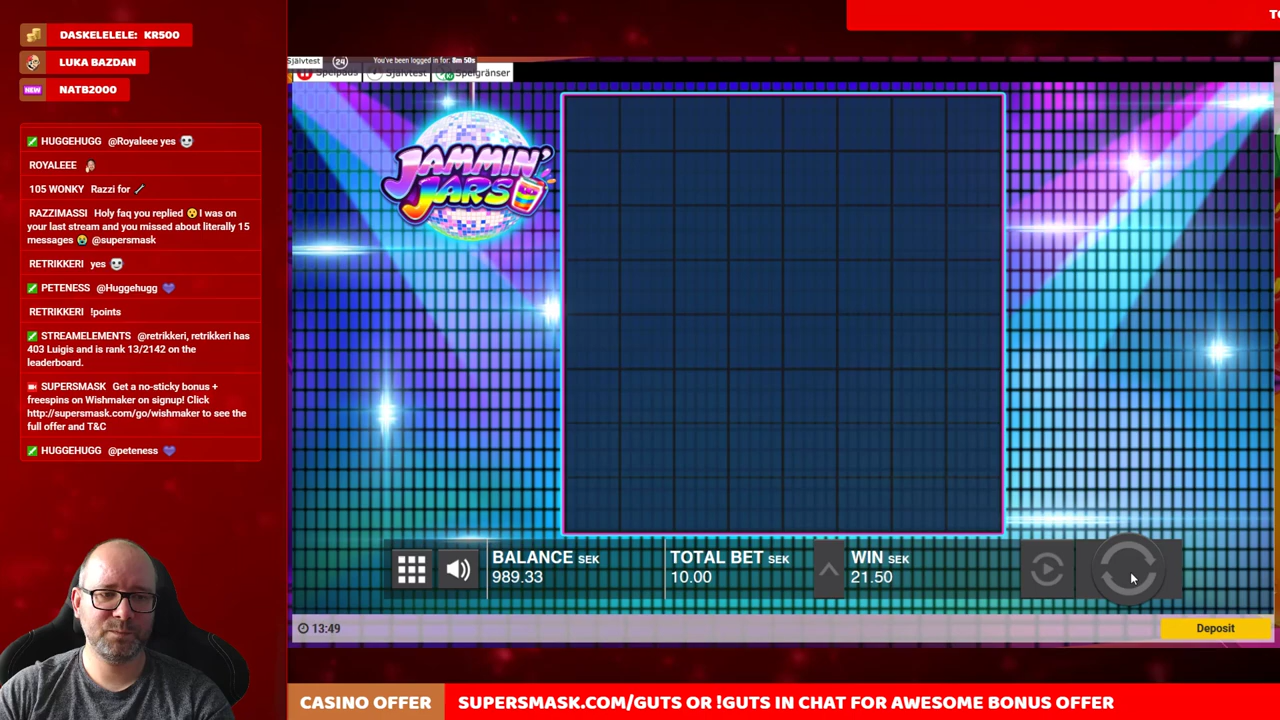 DASKELELELE: KR500
LUKA BAZDAN
NEW NATB2000
HUGGEHUGG @Royaleee yes
ROYALEEE
105 WONKY Razzi for
RAZZIMASSI Holy faq you replied I was on
your last stream and you missed about literally 15
messages @supersmask
RETRIKKERI yes
PETENESS @Huggehugg
RETRIKKERI !points
STREAMELEMENTS @retrikkeri, retrikkeri has
403 Luigis and is rank 13/2142 on the
leaderboard.
SUPERSMASK Get a no-sticky bonus +
freespins on Wishmaker on signup! Click
http://supersmask.com/go/wishmaker to see the
full offer and T&C
HUGGEHUGG @peteness
TO
Självtest 24 You've been logged in for: 8m 50s
Spelpaus Självtest Spelgränser
JAMMIN'
JARS
BALANCE SEK
989.33
TOTAL BET SEK
10.00
WIN SEK
21.50
13:49
Deposit
CASINO OFFER SUPERSMASK.COM/GUTS OR !GUTS IN CHAT FOR AWESOME BONUS OFFER